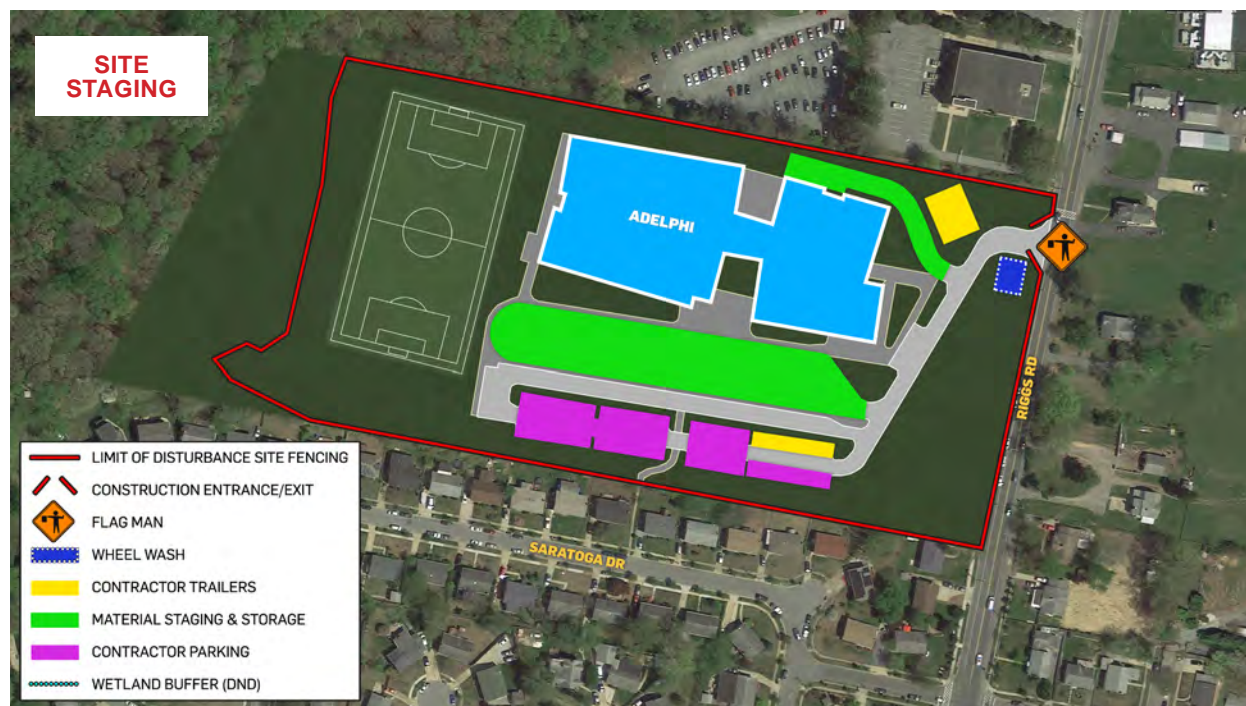 SITE
STAGING
ADELPHI
RIGGS RD
SARATOGA DR
LIMIT OF DISTURBANCE SITE FENCING
CONSTRUCTION ENTRANCE/EXIT
FLAG MAN
WHEEL WASH
CONTRACTOR TRAILERS
MATERIAL STAGING & STORAGE
CONTRACTOR PARKING
WETLAND BUFFER (DND)